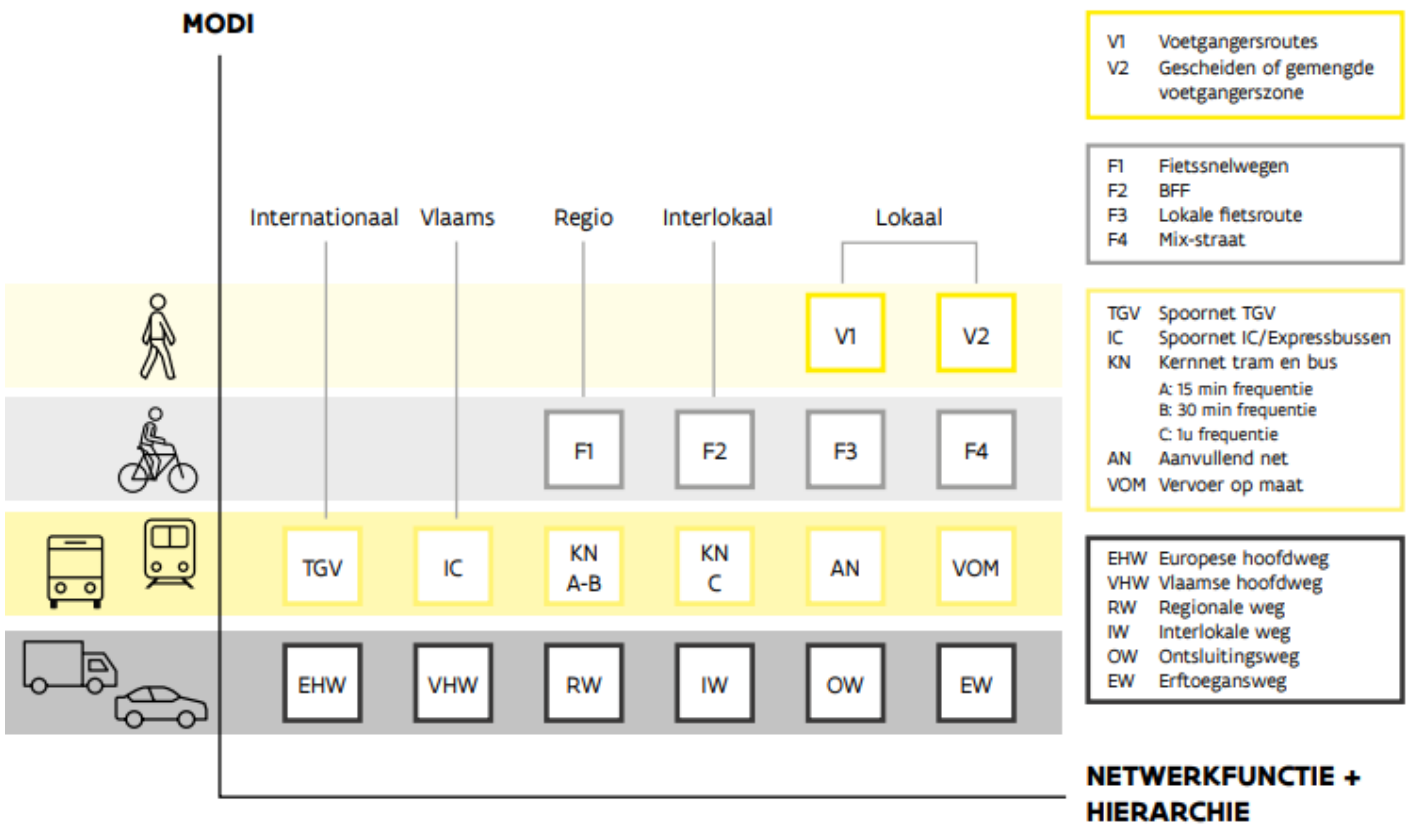 MODI
Internationaal Vlaams Regio Interlokaal Lokaal
V1 V2
F1 F2 F3 F4
TGV IC KN A-B KN C AN VOM
EHW VHW RW IW OW EW
V1 Voetgangersroutes
V2 Gescheiden of gemengde
voetgangerszone
F1 Fietssnelwegen
F2 BFF
F3 Lokale fietsroute
F4 Mix-straat
TGV Spoornet TGV
IC Spoornet IC/Expressbussen
KN Kernnet tram en bus
A: 15 min frequentie
B: 30 min frequentie
C: 1u frequentie
AN Aanvullend net
VOM Vervoer op maat
EHW Europese hoofdweg
VHW Vlaamse hoofdweg
RW Regionale weg
IW Interlokale weg
OW Ontsluitingsweg
EW Erftoegansweg
NETWERKFUNCTIE +
HIERARCHIE